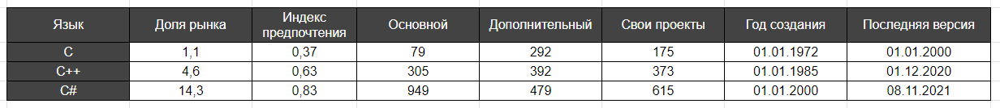 Язык Доля рынка Индекс предпочтения Основной Дополнительный Свои проекты Год создания Последняя версия
C 1,1 0,37 79 292 175 01.01.1972 01.01.2000
C++ 4,6 0,63 305 392 373 01.01.1985 01.12.2020
C# 14,3 0,83 949 479 615 01.01.2000 08.11.2021